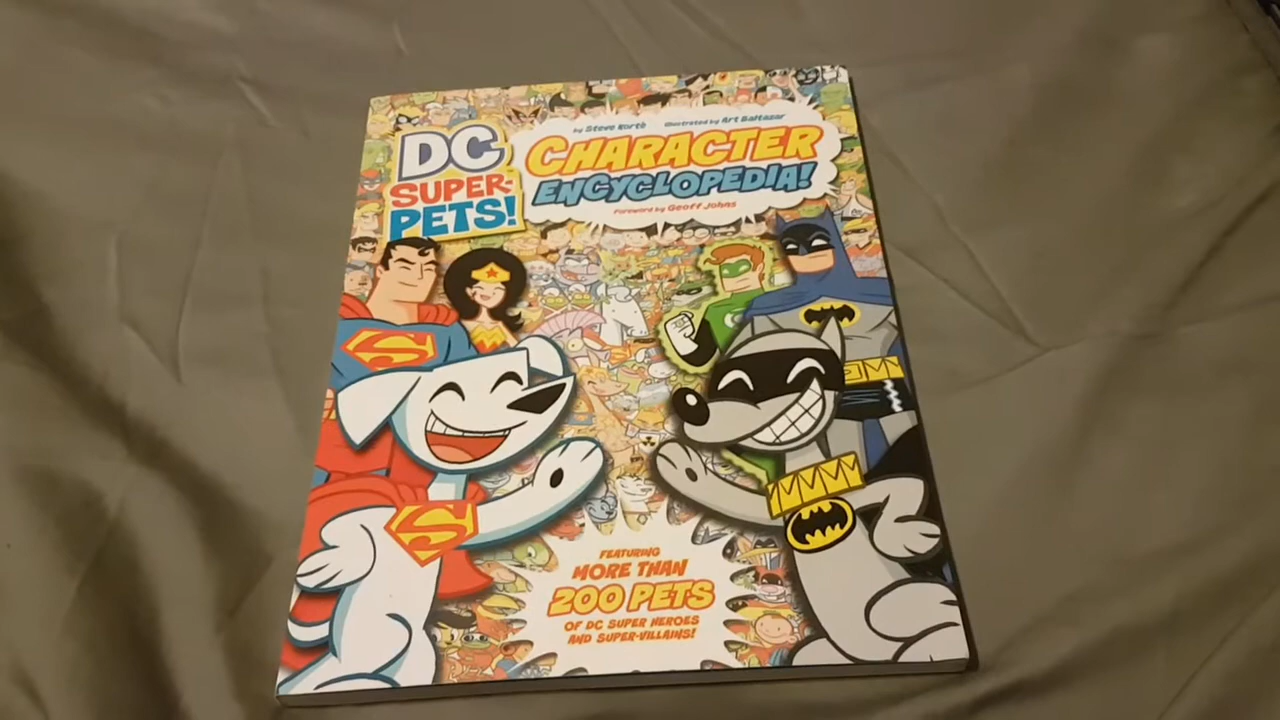 by Steve Korté illustrated by Art Baltazar
DC
SUPER-
PETS!
CHARACTER
ENCYCLOPEDIA!
Foreword by Geoff Johns
S
S
FEATURING
MORE THAN
200 PETS
OF DC SUPER HEROES
AND SUPER-VILLAINS!